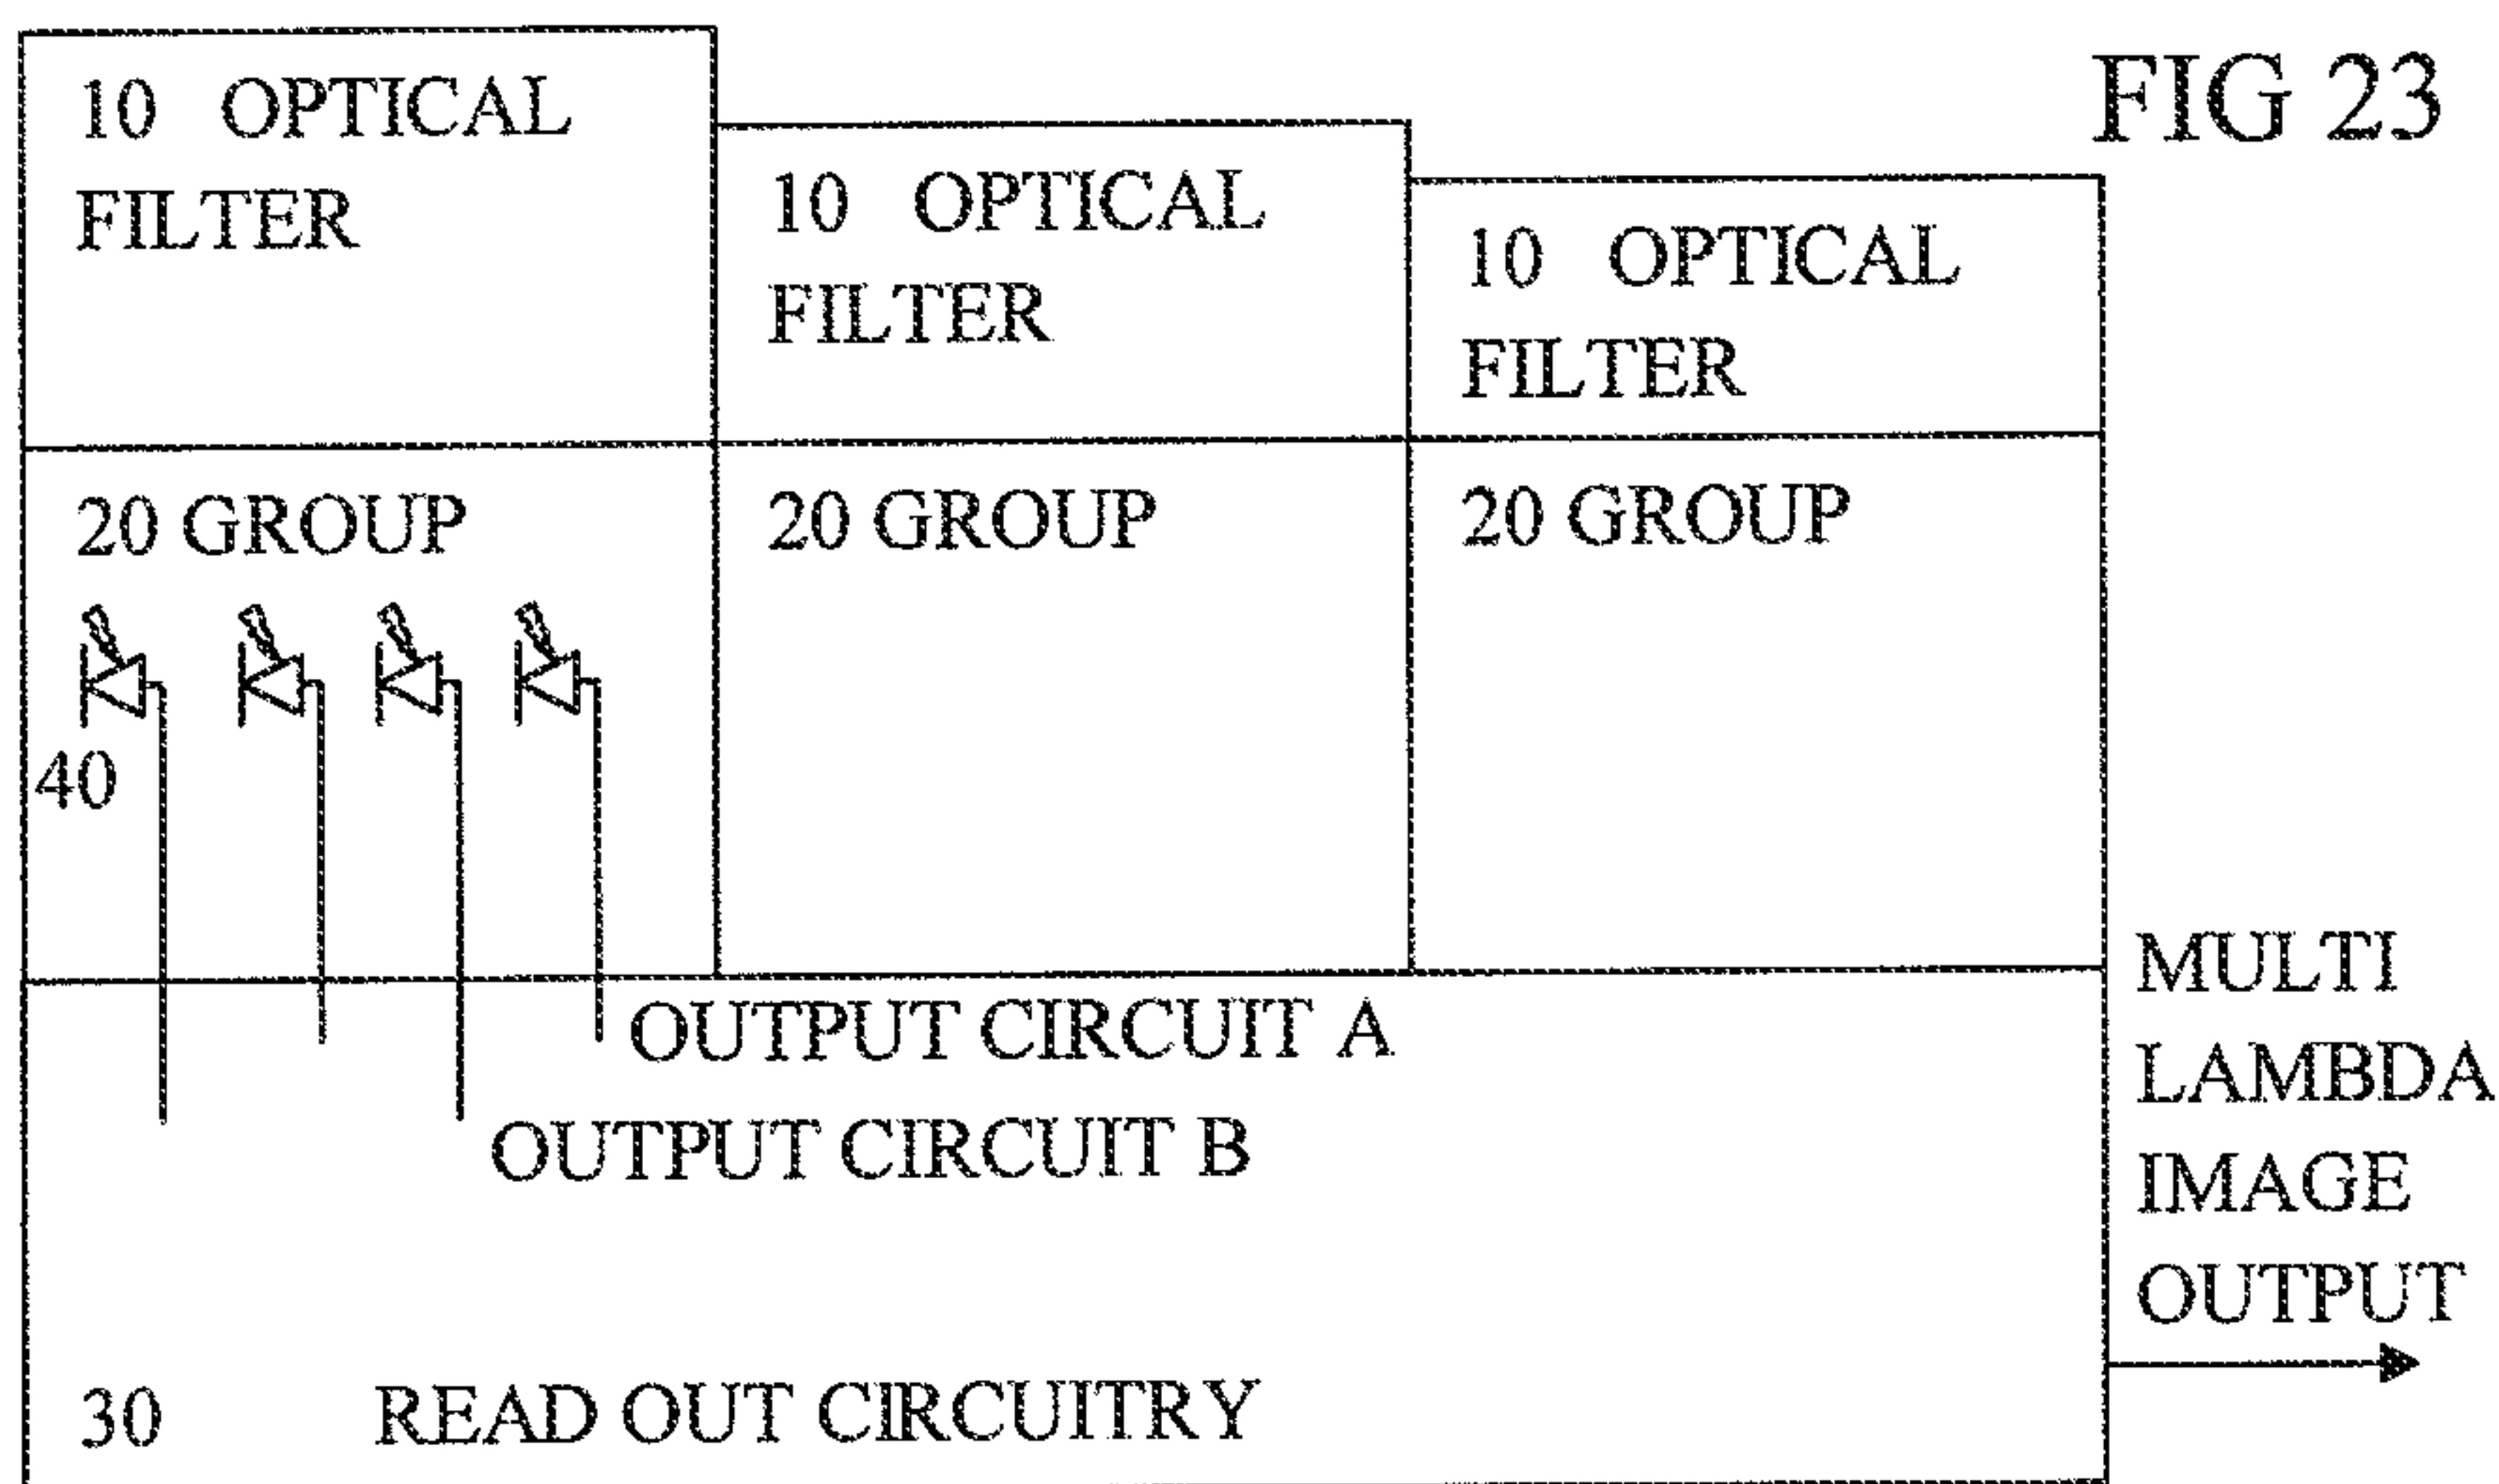 FIG 23
10 OPTICAL
FILTER
10 OPTICAL
FILTER
10 OPTICAL
FILTER
20 GROUP
20 GROUP
20 GROUP
40
OUTPUT CIRCUIT A
OUTPUT CIRCUIT B
30 READ OUT CIRCUITRY
MULTI
LAMBDA
IMAGE
OUTPUT